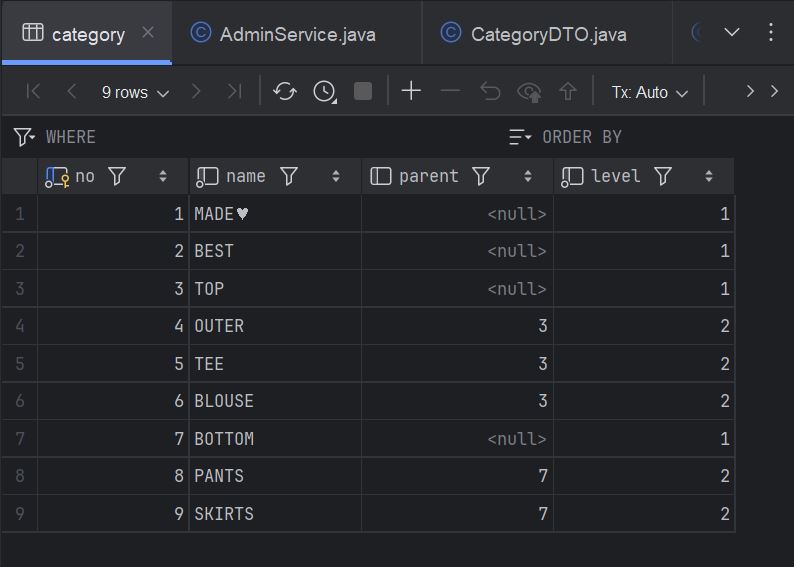 category AdminService.java CategoryDTO.java
9 rows Tx: Auto
WHERE ORDER BY
no name parent level
1 1 MADE♥ <null> 1
2 2 BEST <null> 1
3 3 TOP <null> 1
4 4 OUTER 3 2
5 5 TEE 3 2
6 6 BLOUSE 3 2
7 7 BOTTOM <null> 1
8 8 PANTS 7 2
9 9 SKIRTS 7 2